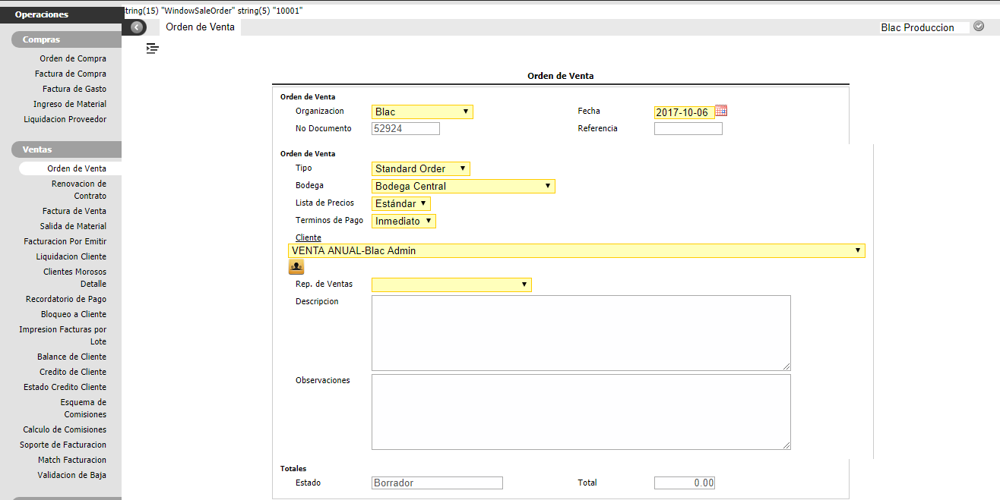 string(15) "WindowSaleOrder" string(5) "10001"
Operaciones
Orden de Venta
Blac Produccion
Compras
Orden de Compra
Factura de Compra
Factura de Gasto
Ingreso de Material
Liquidacion Proveedor
Ventas
Orden de Venta
Renovacion de
Contrato
Factura de Venta
Salida de Material
Facturacion Por Emitir
Liquidacion Cliente
Clientes Morosos
Detalle
Recordatorio de Pago
Bloqueo a Cliente
Impresion Facturas por
Lote
Balance de Cliente
Credito de Cliente
Estado Credito Cliente
Esquema de
Comisiones
Calculo de Comisiones
Soporte de Facturacion
Match Facturacion
Validacion de Baja
Orden de Venta
Orden de Venta
Organizacion Blac Fecha 2017-10-06
No Documento 52924 Referencia
Orden de Venta
Tipo Standard Order
Bodega Bodega Central
Lista de Precios Estándar
Terminos de Pago Inmediato
Cliente
VENTA ANUAL-Blac Admin
Rep. de Ventas
Descripcion
Observaciones
Totales
Estado Borrador Total 0.00